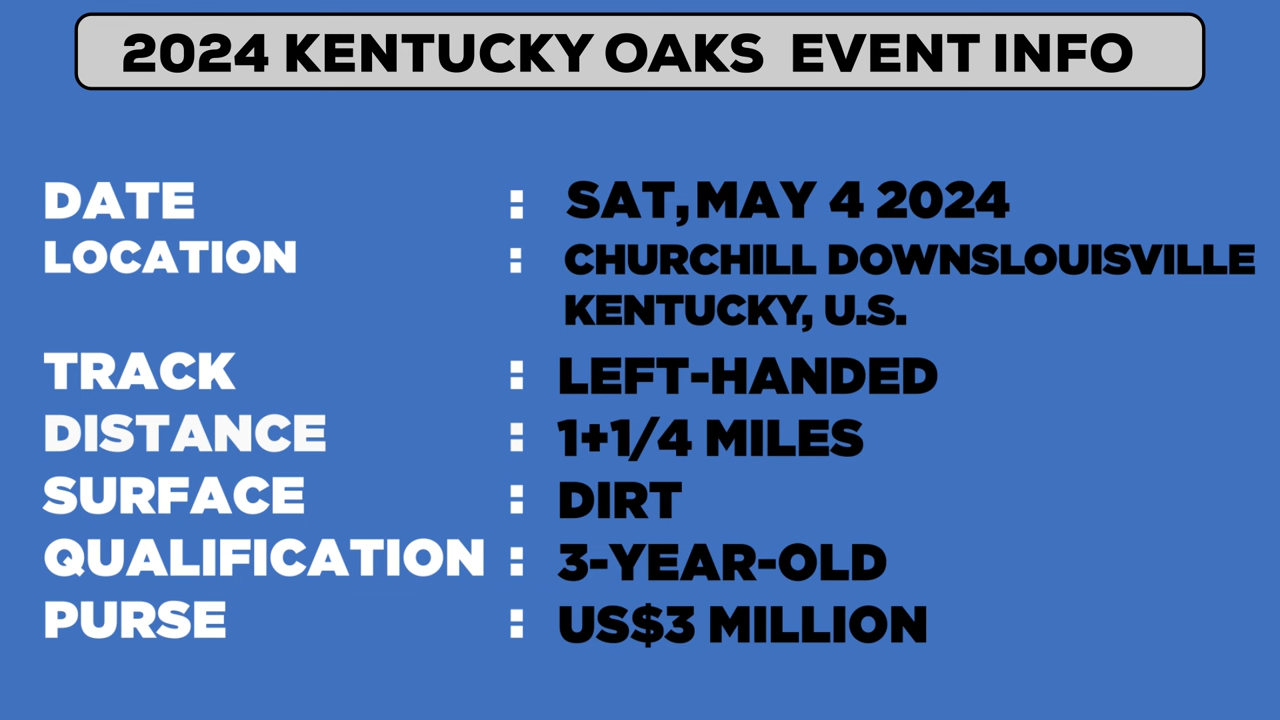 2024 KENTUCKY OAKS EVENT INFO
DATE : SAT, MAY 4 2024
LOCATION : CHURCHILL DOWNSLOUISVILLE
KENTUCKY, U.S.
TRACK : LEFT-HANDED
DISTANCE : 1+1/4 MILES
SURFACE : DIRT
QUALIFICATION : 3-YEAR-OLD
PURSE : US$3 MILLION